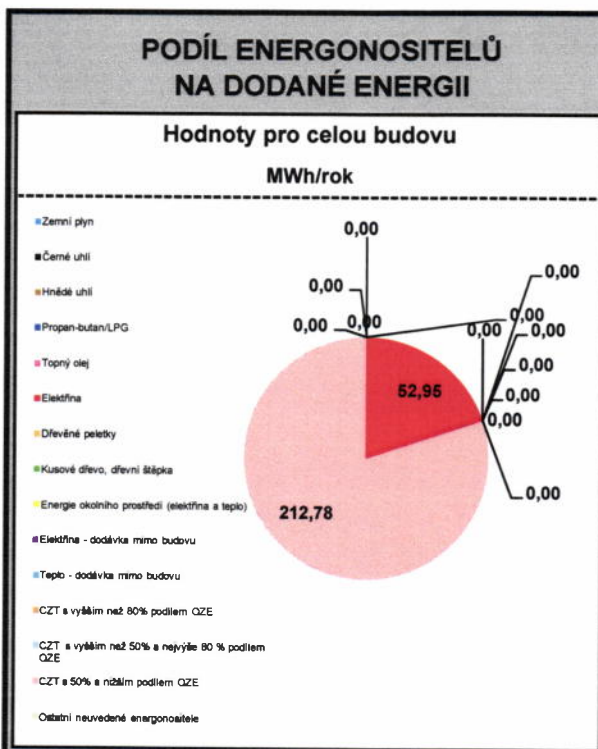 PODÍL ENERGONOSITELŮ
NA DODANÉ ENERGII
Hodnoty pro celou budovu
MWh/rok
Zemní plyn
Černé uhlí
Hnědé uhlí
Propan-butan/LPG
Topný olej
Elektřina
Dřevěné peletky
Kusové dřevo, dřevní štěpka
Energie okolního prostředí (elektřina a teplo)
Elektřina - dodávka mimo budovu
Teplo - dodávka mimo budovu
CZT s vyšším než 80% podílem OZE
CZT s vyšším než 50% a nejvýše 80 % podílem
OZE
CZT s 50% a nižším podílem OZE
Ostatní neuvedené energonositele
0,00
0,00
0,00
0,00
0,00
0,00
0,00
0,00
0,00
0,00
0,00
0,00
0,00
52,95
212,78